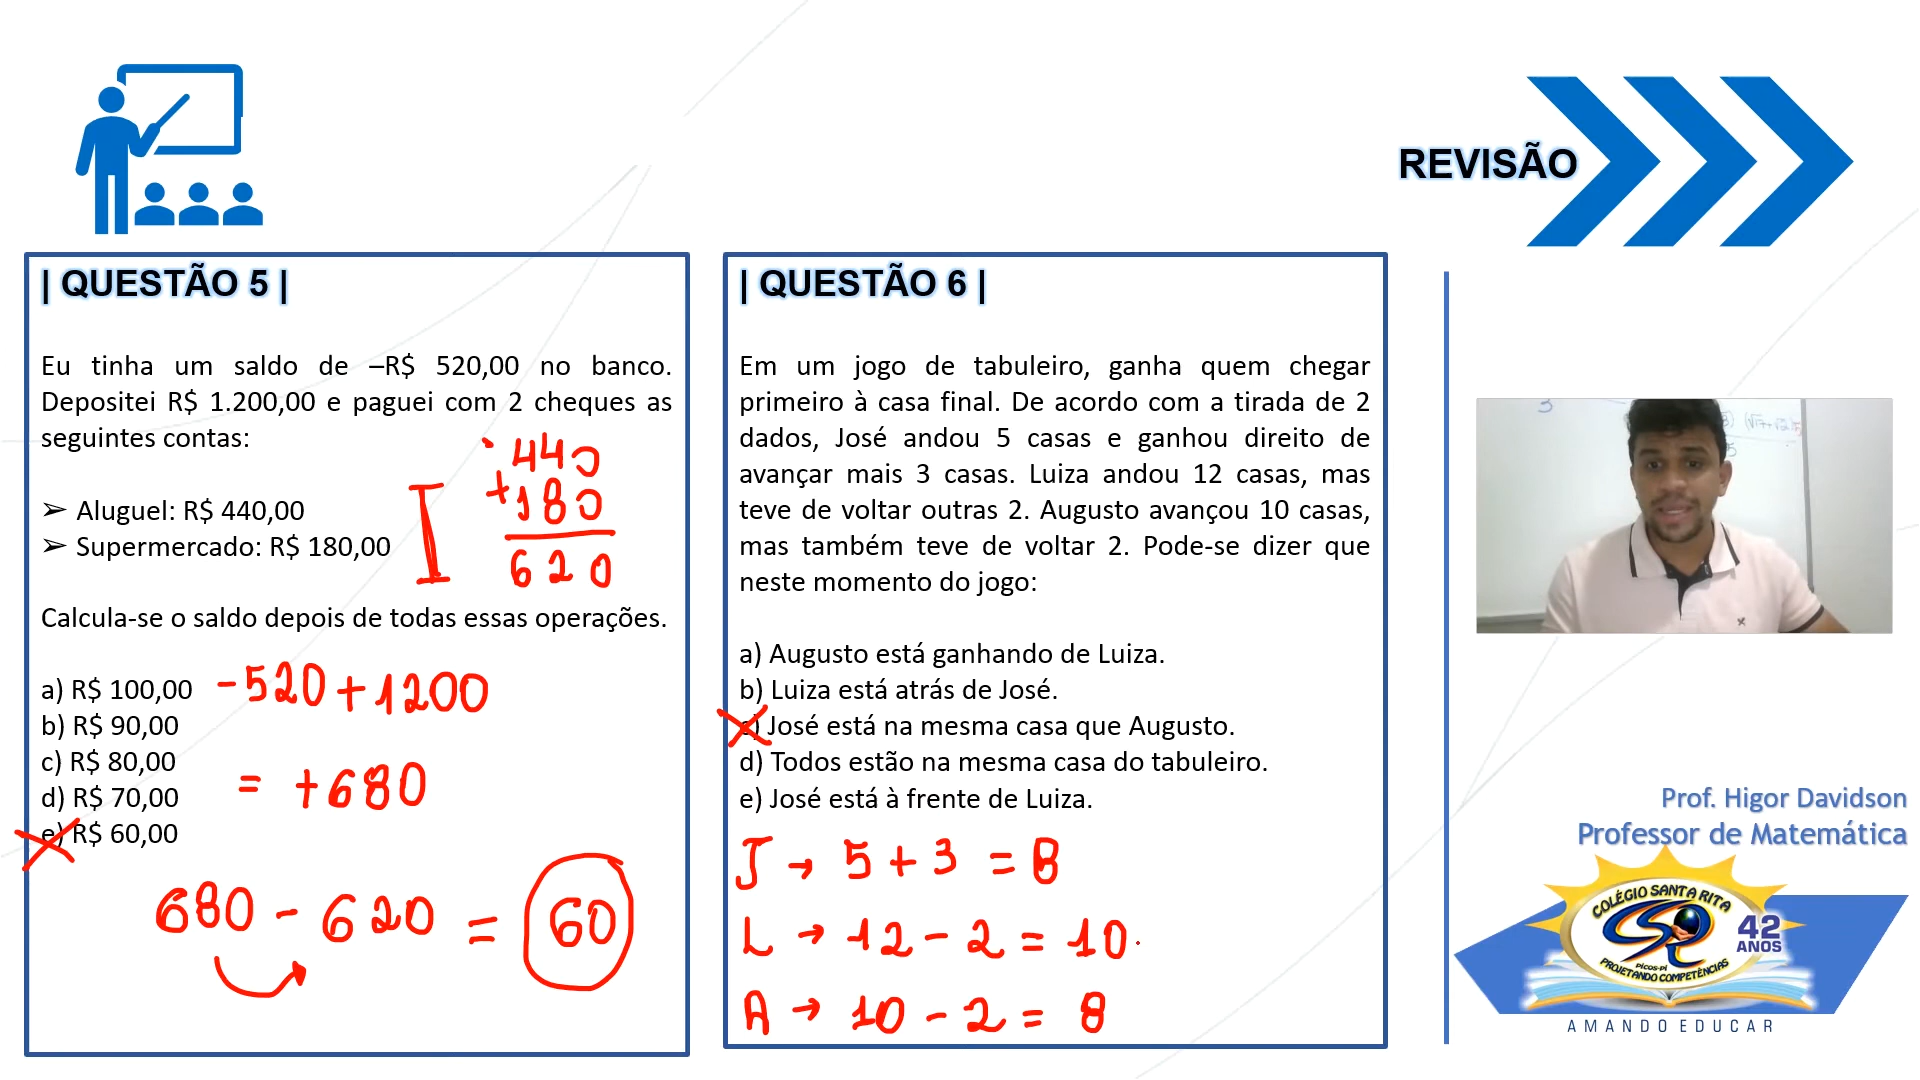 REVISÃO
| QUESTÃO 5 |
Eu tinha um saldo de –R$ 520,00 no banco.
Depositei R$ 1.200,00 e paguei com 2 cheques as
seguintes contas:
➢ Aluguel: R$ 440,00
➢ Supermercado: R$ 180,00
440
+180
620
Calcula-se o saldo depois de todas essas operações.
a) R$ 100,00
b) R$ 90,00
c) R$ 80,00
d) R$ 70,00
e) R$ 60,00
-520+1200
= +680
680 - 620 = 60
| QUESTÃO 6 |
Em um jogo de tabuleiro, ganha quem chegar
primeiro à casa final. De acordo com a tirada de 2
dados, José andou 5 casas e ganhou direito de
avançar mais 3 casas. Luiza andou 12 casas, mas
teve de voltar outras 2. Augusto avançou 10 casas,
mas também teve de voltar 2. Pode-se dizer que
neste momento do jogo:
a) Augusto está ganhando de Luiza.
b) Luiza está atrás de José.
c) José está na mesma casa que Augusto.
d) Todos estão na mesma casa do tabuleiro.
e) José está à frente de Luiza.
J → 5 + 3 = 8
L → 12 - 2 = 10
A → 10 - 2 = 8
Prof. Higor Davidson
Professor de Matemática
COLÉGIO SANTA RITA
42
ANOS
PICOS-PI
PROJETANDO COMPETÊNCIAS
AMANDO EDUCAR